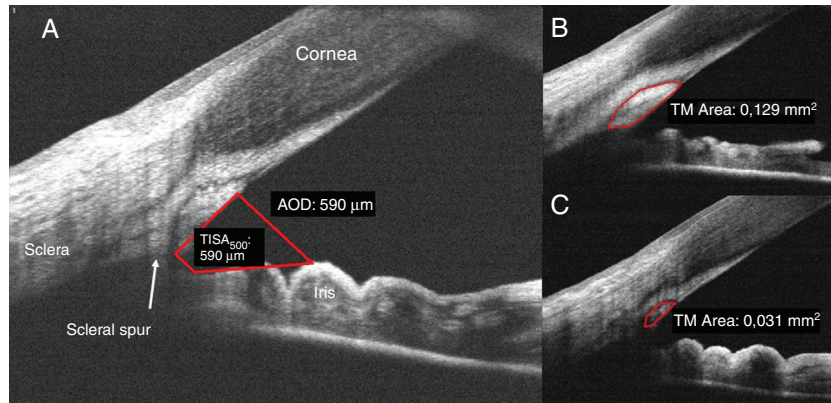 A
Cornea
AOD: 590 μm
TISA500:
590 μm
Sclera
Iris
Scleral spur
B
TM Area: 0,129 mm²
C
TM Area: 0,031 mm²